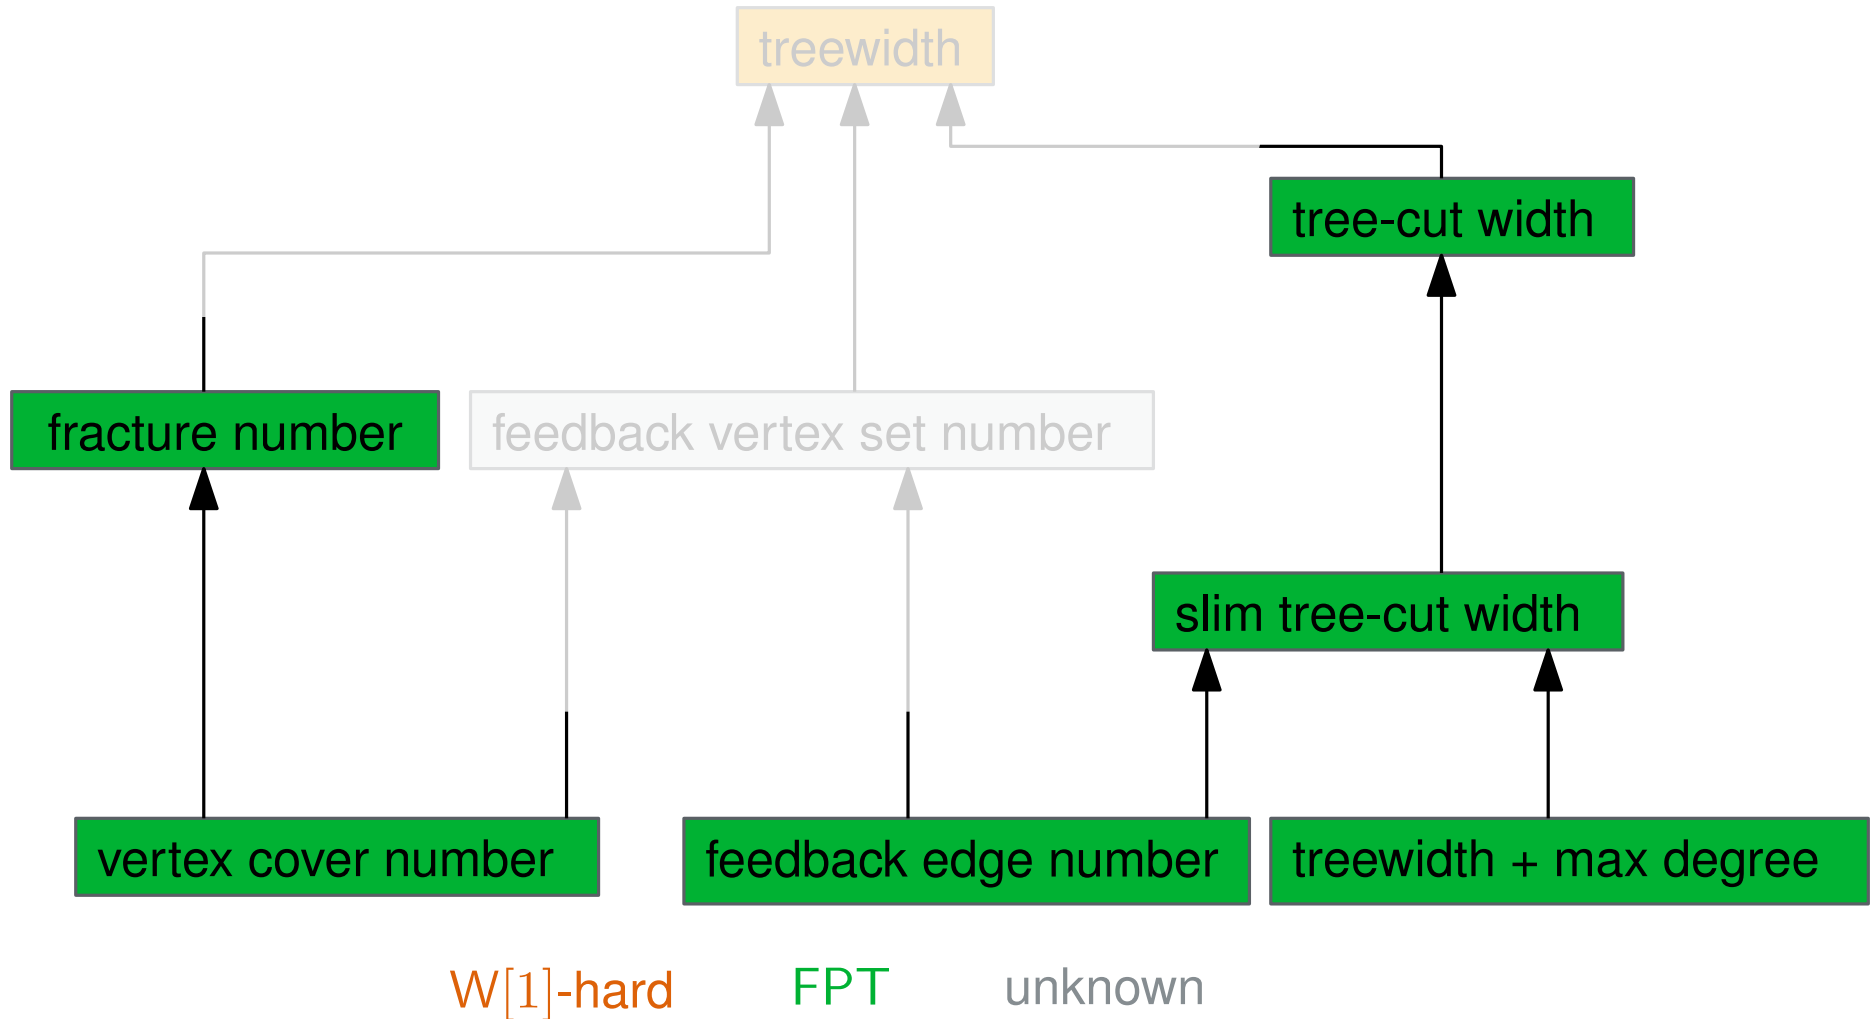 treewidth
tree-cut width
fracture number
feedback vertex set number
slim tree-cut width
vertex cover number
feedback edge number
treewidth + max degree
W[1]-hard
FPT
unknown